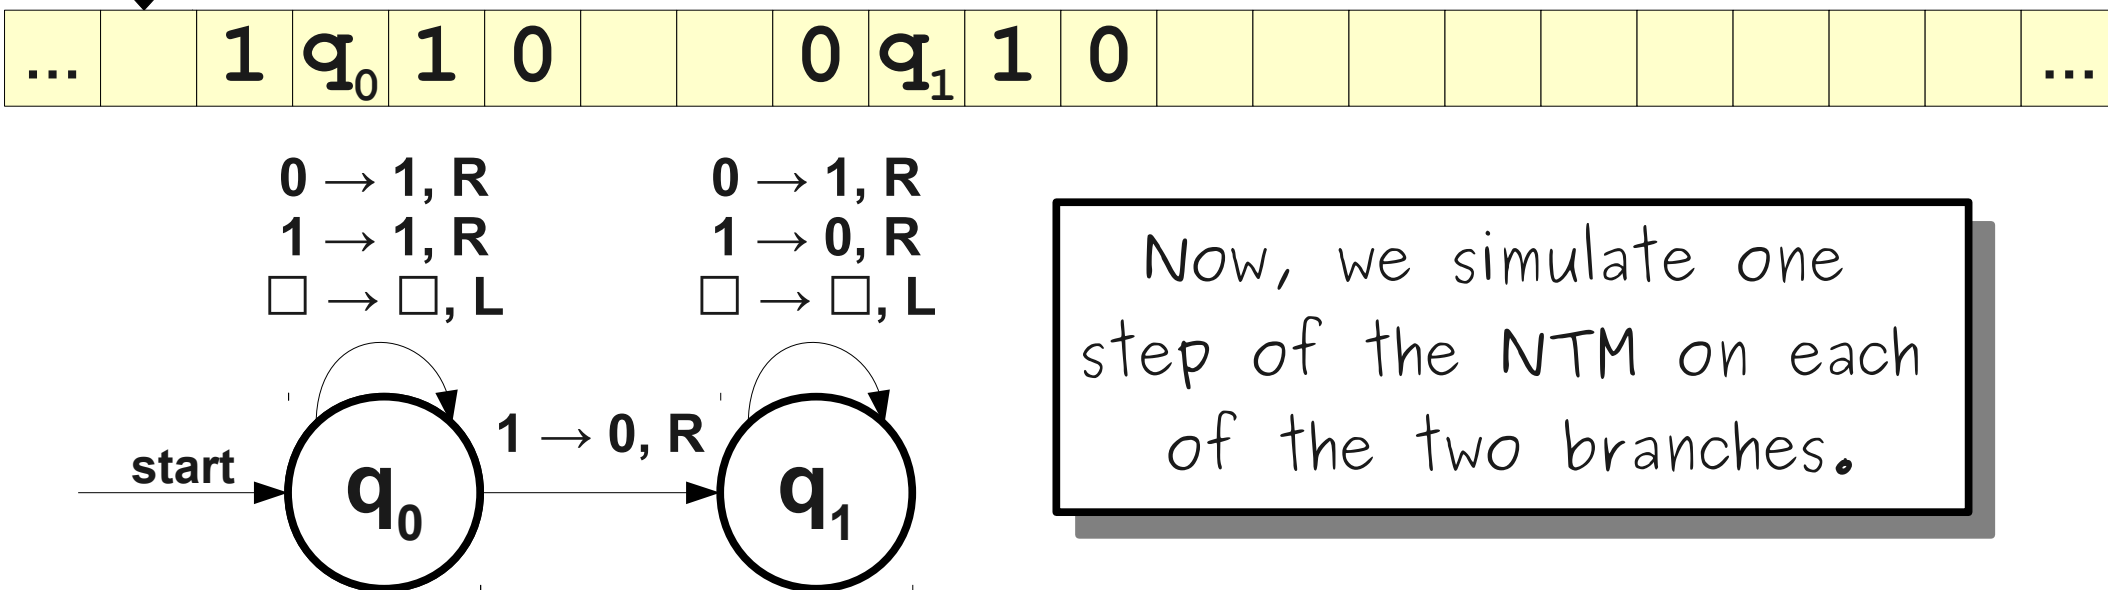 ... 1 q₀ 1 0 0 q₁ 1 0 ...
0 → 1, R
1 → 1, R
□ → □, L
0 → 1, R
1 → 0, R
□ → □, L
start
q₀
1 → 0, R
q₁
Now, we simulate one
step of the NTM on each
of the two branches.